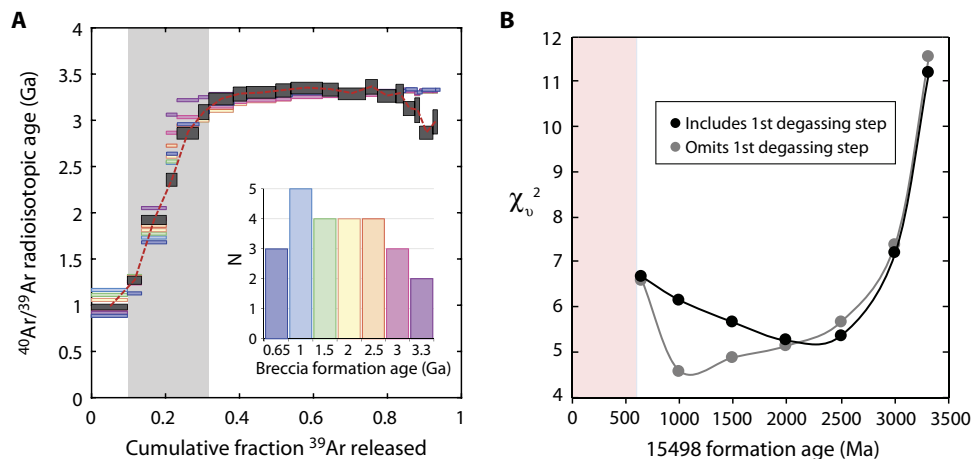 A
⁴⁰Ar/³⁹Ar radioisotopic age (Ga)
4
3.5
3
2.5
2
1.5
1
0.5
0
0 0.2 0.4 0.6 0.8 1
Cumulative fraction ³⁹Ar released
N
5
4
3
2
1
0
0.65 1 1.5 2 2.5 3 3.3
Breccia formation age (Ga)
B
χᵥ²
12
11
10
9
8
7
6
5
4
Includes 1st degassing step
Omits 1st degassing step
0 500 1000 1500 2000 2500 3000 3500
15498 formation age (Ma)